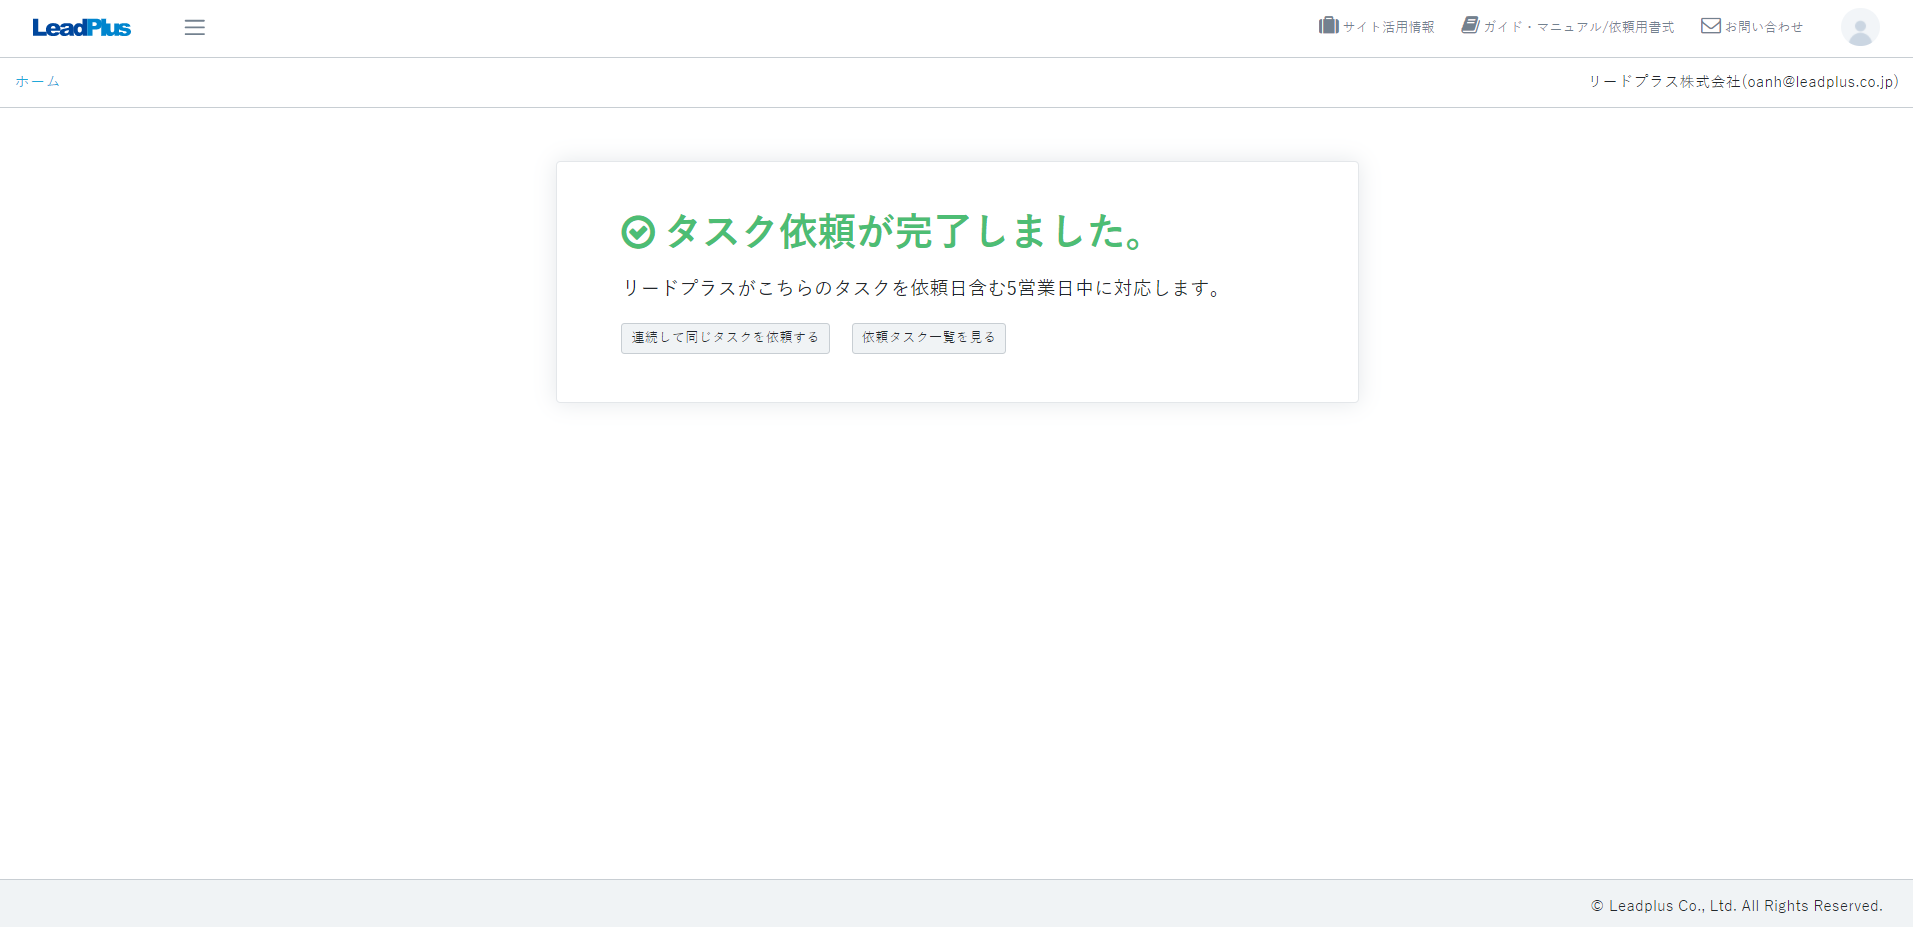 LeadPlus
サイト活用情報
ガイド・マニュアル/依頼用書式
お問い合わせ
ホーム
リードプラス株式会社(oanh@leadplus.co.jp)
タスク依頼が完了しました。
リードプラスがこちらのタスクを依頼日含む5営業日中に対応します。
連続して同じタスクを依頼する
依頼タスク一覧を見る
© Leadplus Co., Ltd. All Rights Reserved.